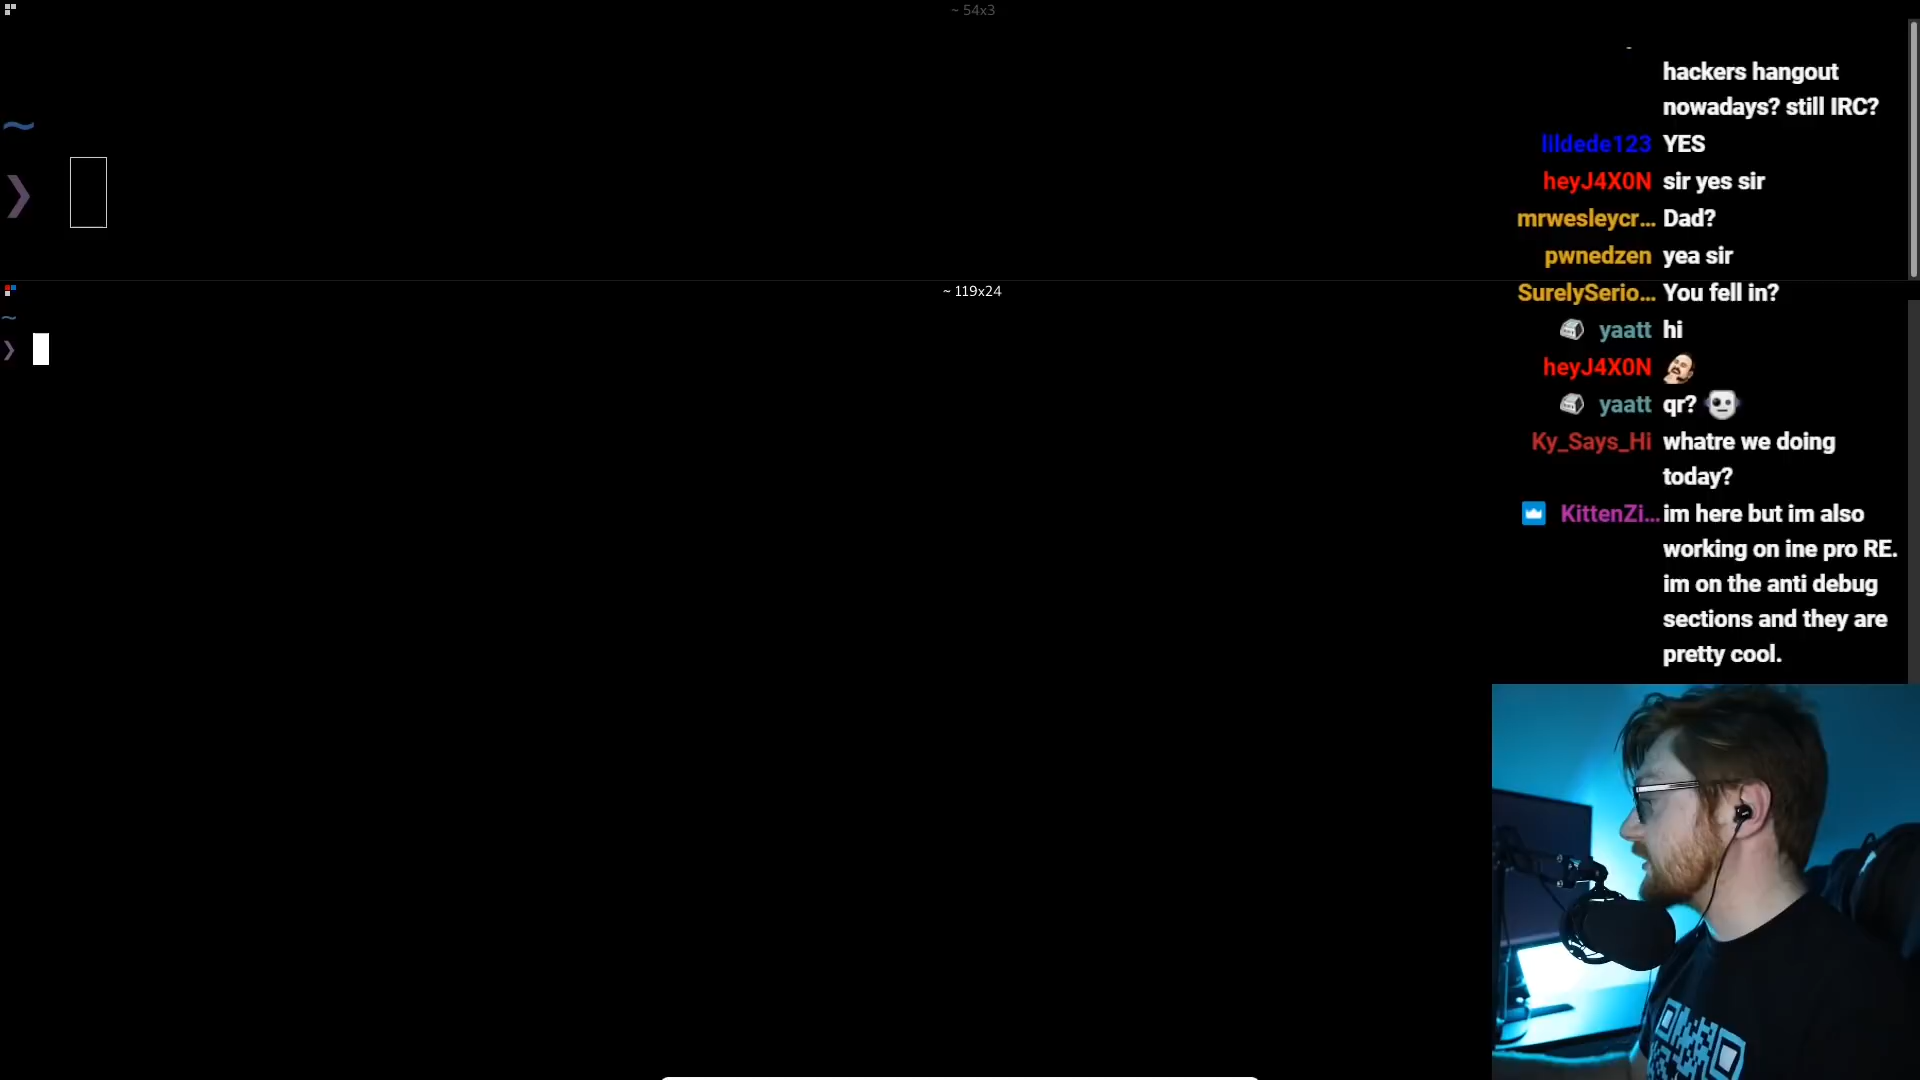 ~ 54x3
~
❯
~ 119x24
~
❯
hackers hangout
nowadays? still IRC?
lildede123 YES
heyJ4X0N sir yes sir
mrwesleycr... Dad?
pwnedzen yea sir
SurelySerio... You fell in?
yaatt hi
heyJ4X0N
yaatt qr?
Ky_Says_Hi whatre we doing
today?
KittenZi... im here but im also
working on ine pro RE.
im on the anti debug
sections and they are
pretty cool.